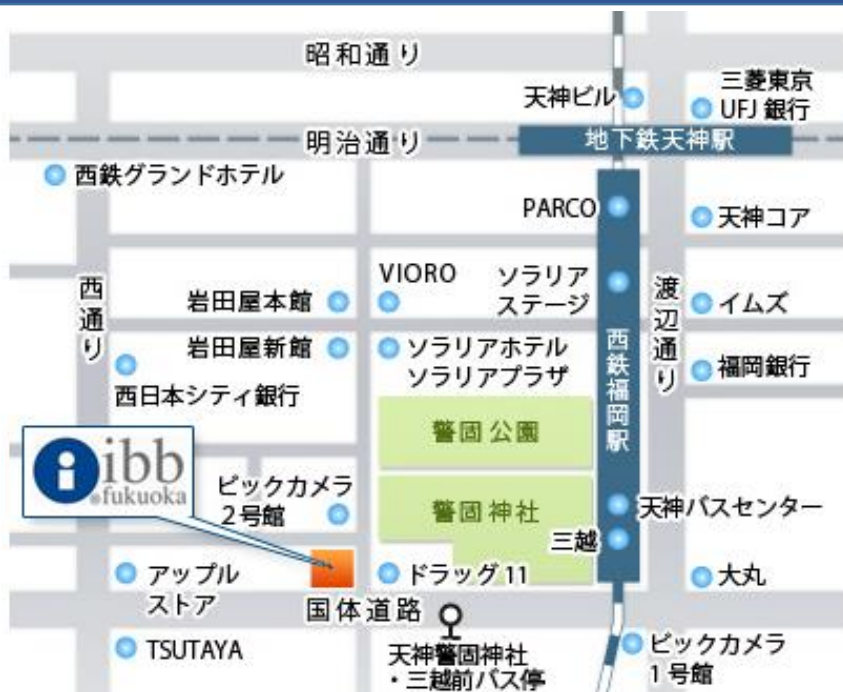 昭和通り
天神ビル
三菱東京
UFJ 銀行
明治通り
地下鉄天神駅
西鉄グランドホテル
PARCO
天神コア
西通り
VIORO
ソラリア
ステージ
渡辺通り
岩田屋本館
イムズ
岩田屋新館
ソラリアホテル
ソラリアプラザ
西鉄福岡駅
福岡銀行
西日本シティ銀行
警固公園
ibb
fukuoka
ビックカメラ
2号館
警固神社
天神バスセンター
三越
アップル
ストア
ドラッグ11
大丸
国体道路
TSUTAYA
天神警固神社
・三越前バス停
ビックカメラ
1号館